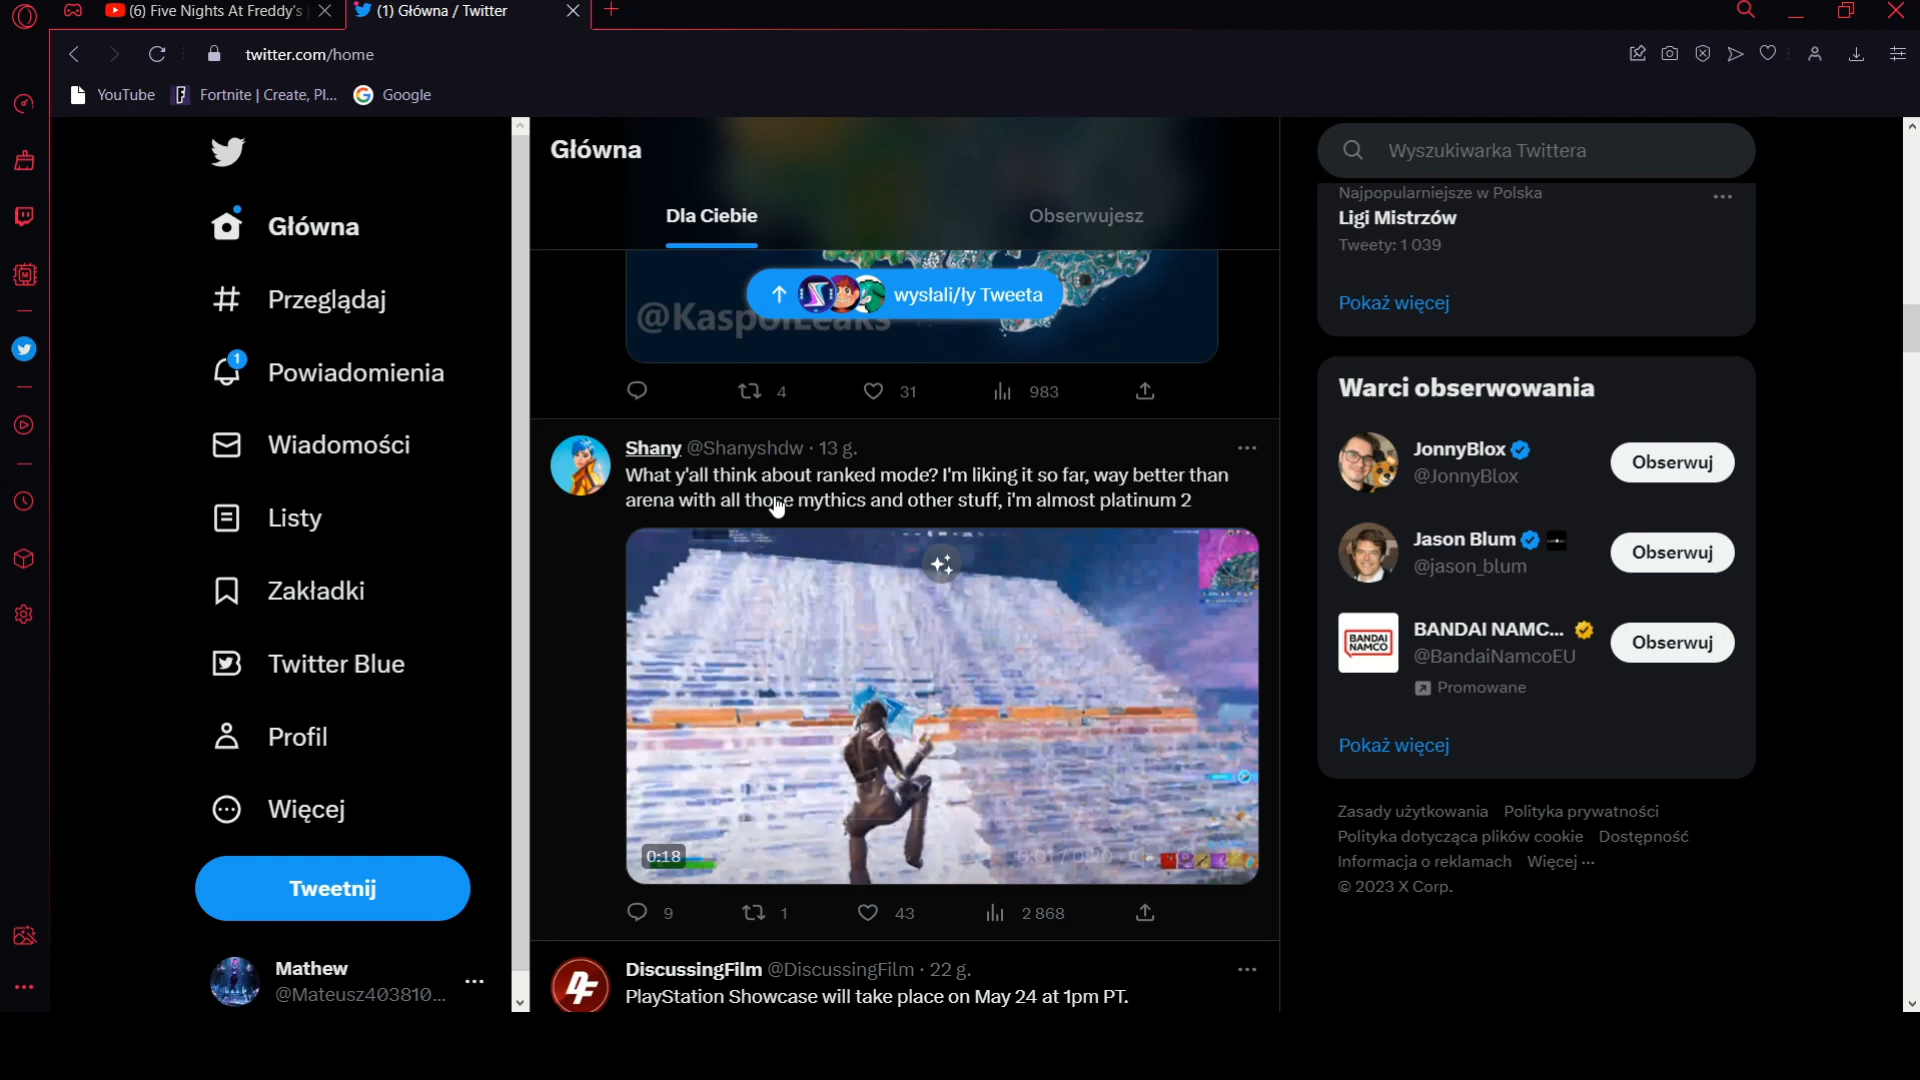 (6) Five Nights At Freddy's
(1) Główna / Twitter
twitter.com/home
YouTube
Fortnite | Create, Pl...
Google
Główna
Przeglądaj
1
Powiadomienia
Wiadomości
Listy
Zakładki
Twitter Blue
Profil
Więcej
Tweetnij
Mathew
@Mateusz403810...
Główna
Dla Ciebie
Obserwujesz
wysłali/ły Tweeta
@KaspolLeaks
4
31
983
Shany @Shanyshdw · 13 g.
What y'all think about ranked mode? I'm liking it so far, way better than
arena with all those mythics and other stuff, i'm almost platinum 2
0:18
9
1
43
2 868
DiscussingFilm @DiscussingFilm · 22 g.
PlayStation Showcase will take place on May 24 at 1pm PT.
Wyszukiwarka Twittera
Najpopularniejsze w Polska
Ligi Mistrzów
Tweety: 1 039
Pokaż więcej
Warci obserwowania
JonnyBlox
@JonnyBlox
Obserwuj
Jason Blum
@jason_blum
Obserwuj
BANDAI NAMCO
BANDAI NAMC...
@BandaiNamcoEU
Obserwuj
Promowane
Pokaż więcej
Zasady użytkowania Polityka prywatności
Polityka dotycząca plików cookie Dostępność
Informacja o reklamach Więcej ···
© 2023 X Corp.